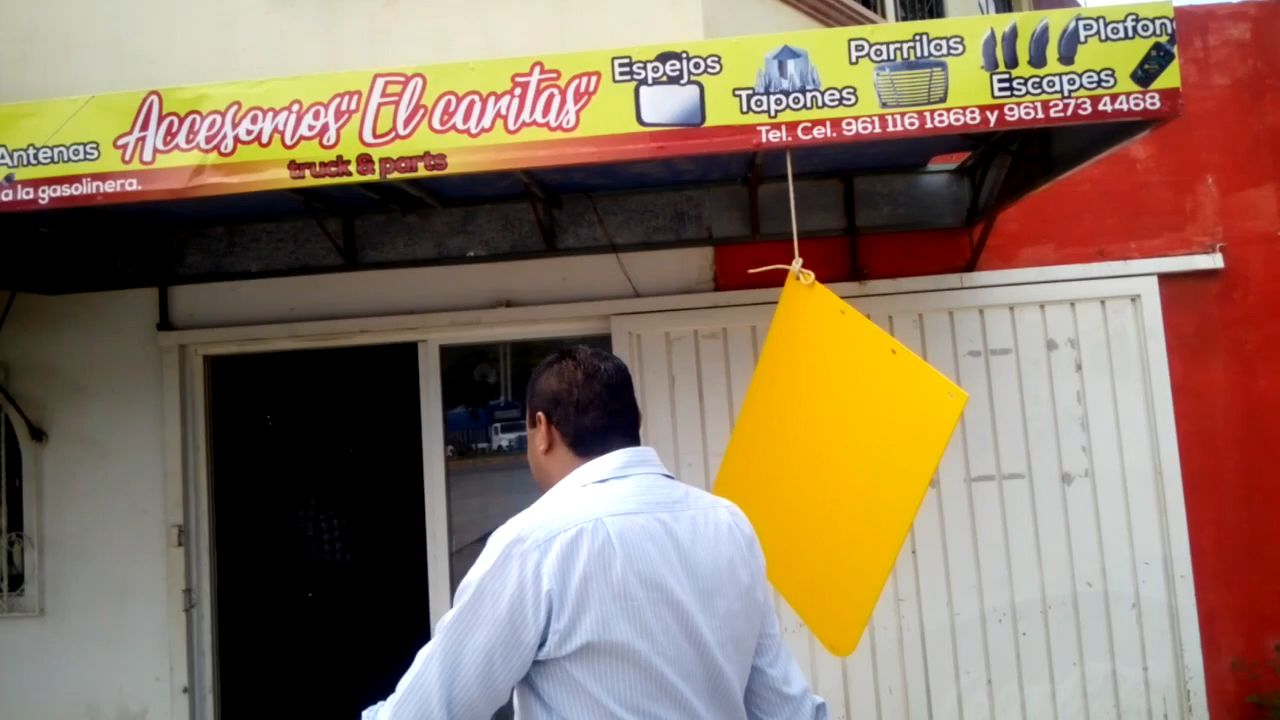 Antenas
a la gasolinera.
Accesorios "El caritas"
truck & parts
Espejos
Tapones
Parrilas
Escapes
Plafon
Tel. Cel. 961 116 1868 y 961 273 4468